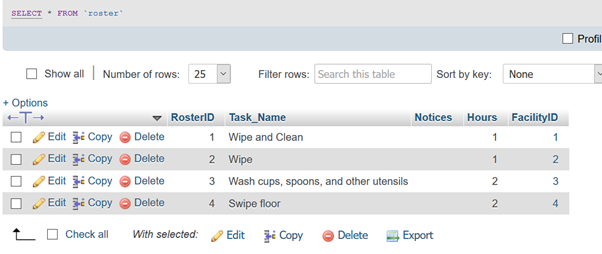 SELECT * FROM `roster`
Profil
Show all Number of rows: 25 Filter rows: Search this table Sort by key: None
+ Options
←T→ RosterID Task_Name Notices Hours FacilityID
Edit Copy Delete 1 Wipe and Clean 1 1
Edit Copy Delete 2 Wipe 1 2
Edit Copy Delete 3 Wash cups, spoons, and other utensils 2 3
Edit Copy Delete 4 Swipe floor 2 4
Check all With selected: Edit Copy Delete Export